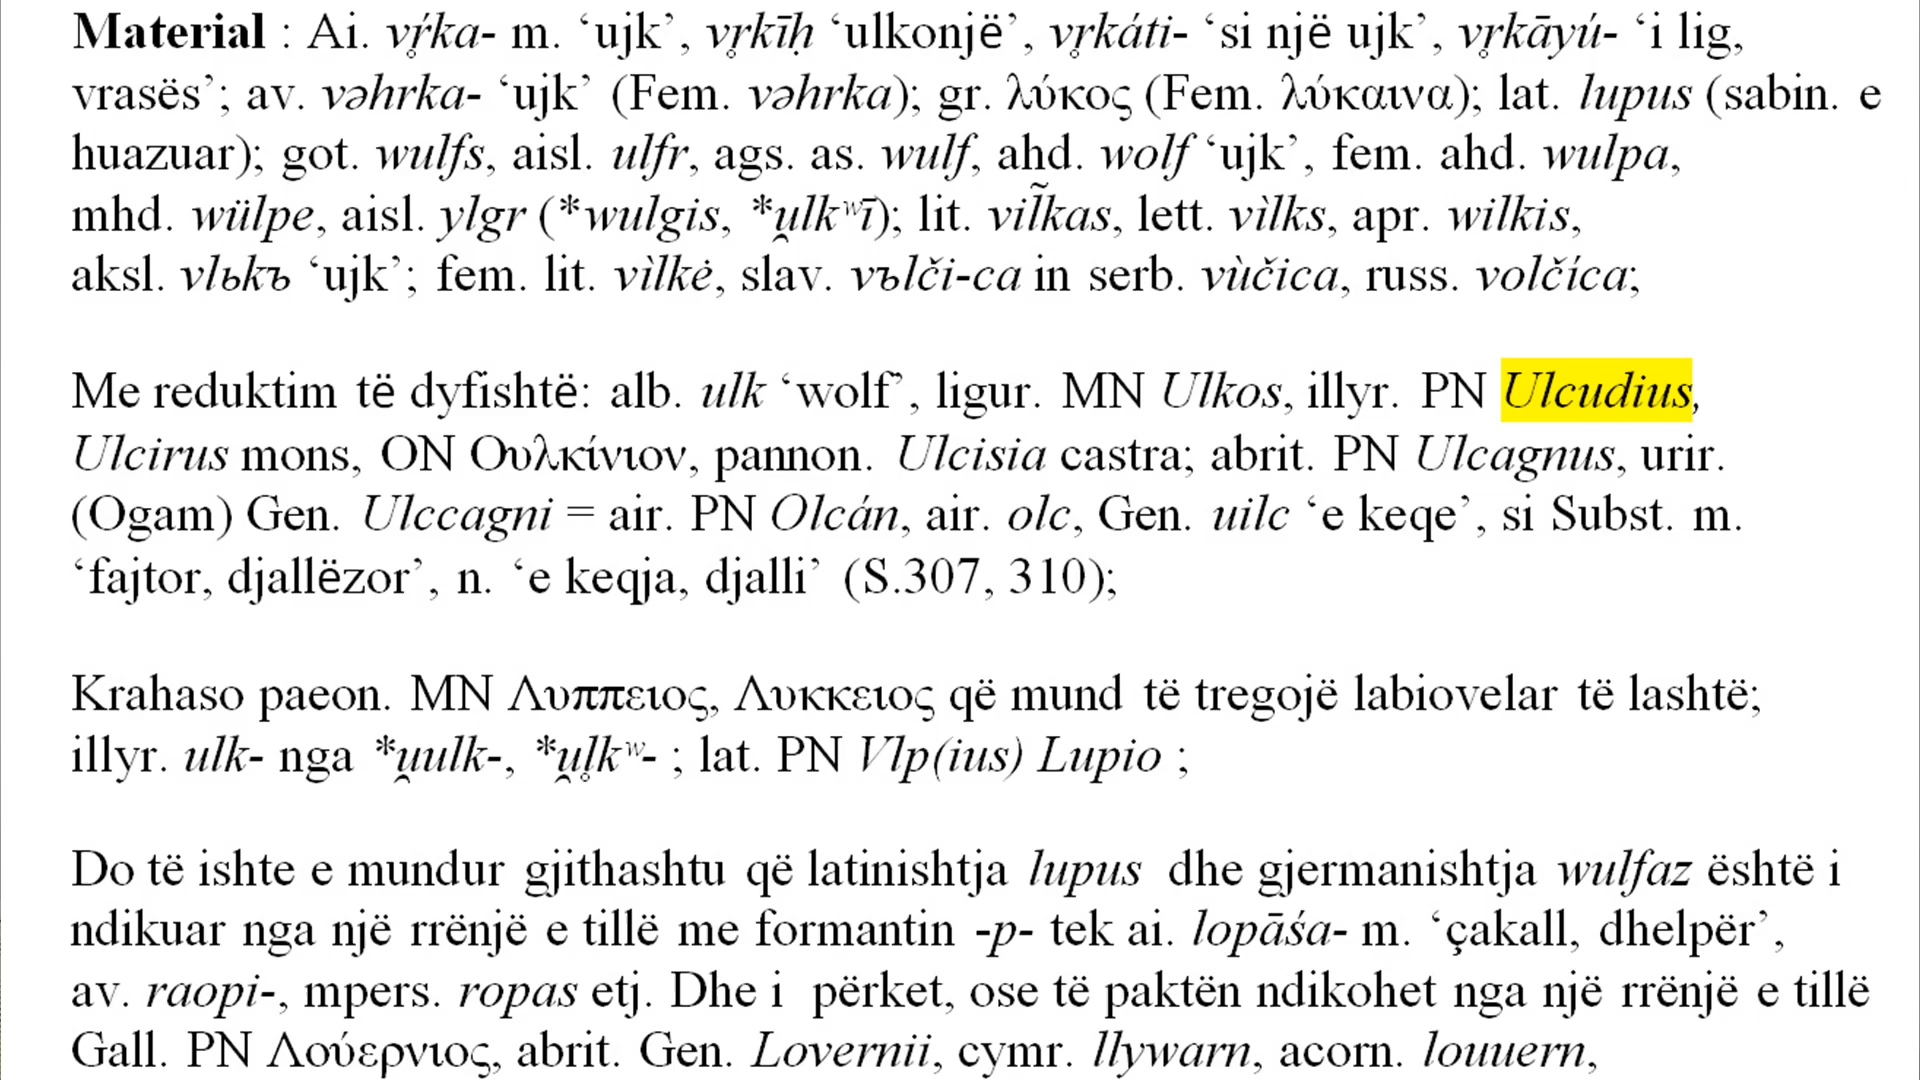 Material : Ai. vŕ̥ka- m. ‘ujk’, vr̥kīḥ ‘ulkonjë’, vr̥káti- ‘si një ujk’, vr̥kāyú- ‘i lig,
vrasës’; av. vəhrka- ‘ujk’ (Fem. vəhrka); gr. λύκος (Fem. λύκαινα); lat. lupus (sabin. e
huazuar); got. wulfs, aisl. ulfr, ags. as. wulf, ahd. wolf ‘ujk’, fem. ahd. wulpa,
mhd. wülpe, aisl. ylgr (*wulgis, *u̯lkʷī); lit. vil̃kas, lett. vìlks, apr. wilkis,
aksl. vlьkъ ‘ujk’; fem. lit. vìlkė, slav. vъlči-ca in serb. vùčica, russ. volčíca;
Me reduktim të dyfishtë: alb. ulk ‘wolf’, ligur. MN Ulkos, illyr. PN Ulcudius,
Ulcirus mons, ON Ουλκίνιον, pannon. Ulcisia castra; abrit. PN Ulcagnus, urir.
(Ogam) Gen. Ulccagni = air. PN Olcán, air. olc, Gen. uilc ‘e keqe’, si Subst. m.
‘fajtor, djallëzor’, n. ‘e keqja, djalli’ (S.307, 310);
Krahaso paeon. MN Λυππειος, Λυκκειος që mund të tregojë labiovelar të lashtë;
illyr. ulk- nga *u̯ulk-, *u̯l̥kʷ- ; lat. PN Vlp(ius) Lupio ;
Do të ishte e mundur gjithashtu që latinishtja lupus dhe gjermanishtja wulfaz është i
ndikuar nga një rrënjë e tillë me formantin -p- tek ai. lopāśa- m. ‘çakall, dhelpër’,
av. raopi-, mpers. ropas etj. Dhe i përket, ose të paktën ndikohet nga një rrënjë e tillë
Gall. PN Λούερνιος, abrit. Gen. Lovernii, cymr. llywarn, acorn. louuern,